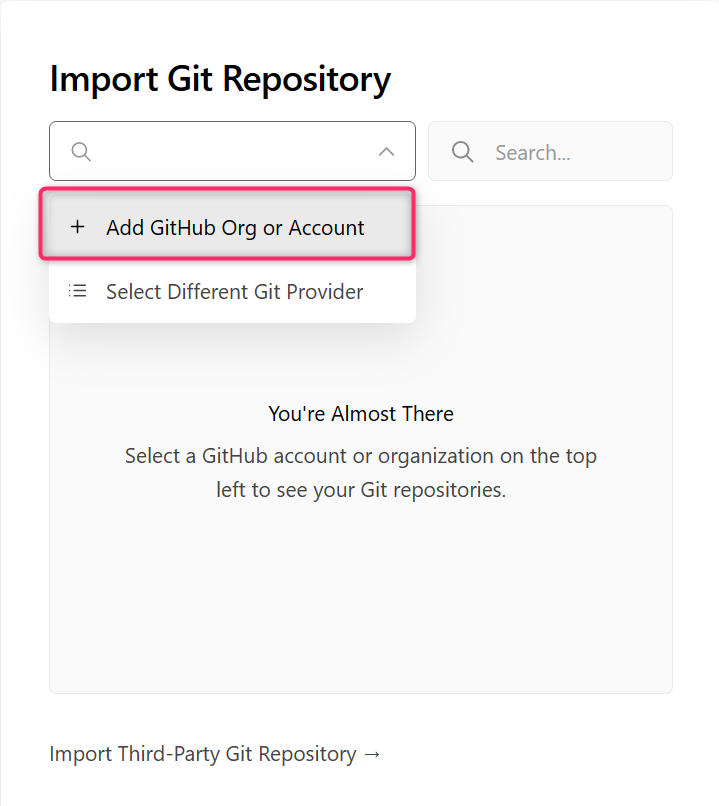 Import Git Repository
Search...
Add GitHub Org or Account
Select Different Git Provider
You're Almost There
Select a GitHub account or organization on the top
left to see your Git repositories.
Import Third-Party Git Repository →